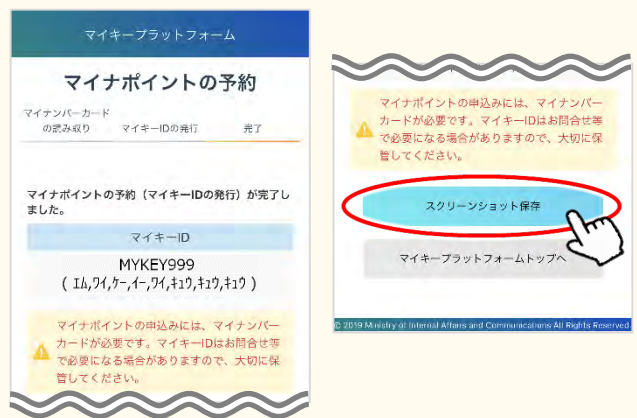 マイキープラットフォーム
マイナポイントの予約
マイナンバーカード
の読み取り マイキーIDの発行 完了
マイナポイントの予約（マイキーIDの発行）が完了し
ました。
マイキーID
MYKEY999
( ｴﾑ,ﾜｲ,ｹｰ,ｲｰ,ﾜｲ,ｷｭｳ,ｷｭｳ,ｷｭｳ )
マイナポイントの申込みには、マイナンバー
カードが必要です。マイキーIDはお問合せ等
で必要になる場合がありますので、大切に保
管してください。
マイナポイントの申込みには、マイナンバー
カードが必要です。マイキーIDはお問合せ等
で必要になる場合がありますので、大切に保
管してください。
スクリーンショット保存
マイキープラットフォームトップへ
© 2019 Ministry of Internal Affairs and Communications All Rights Reserved.